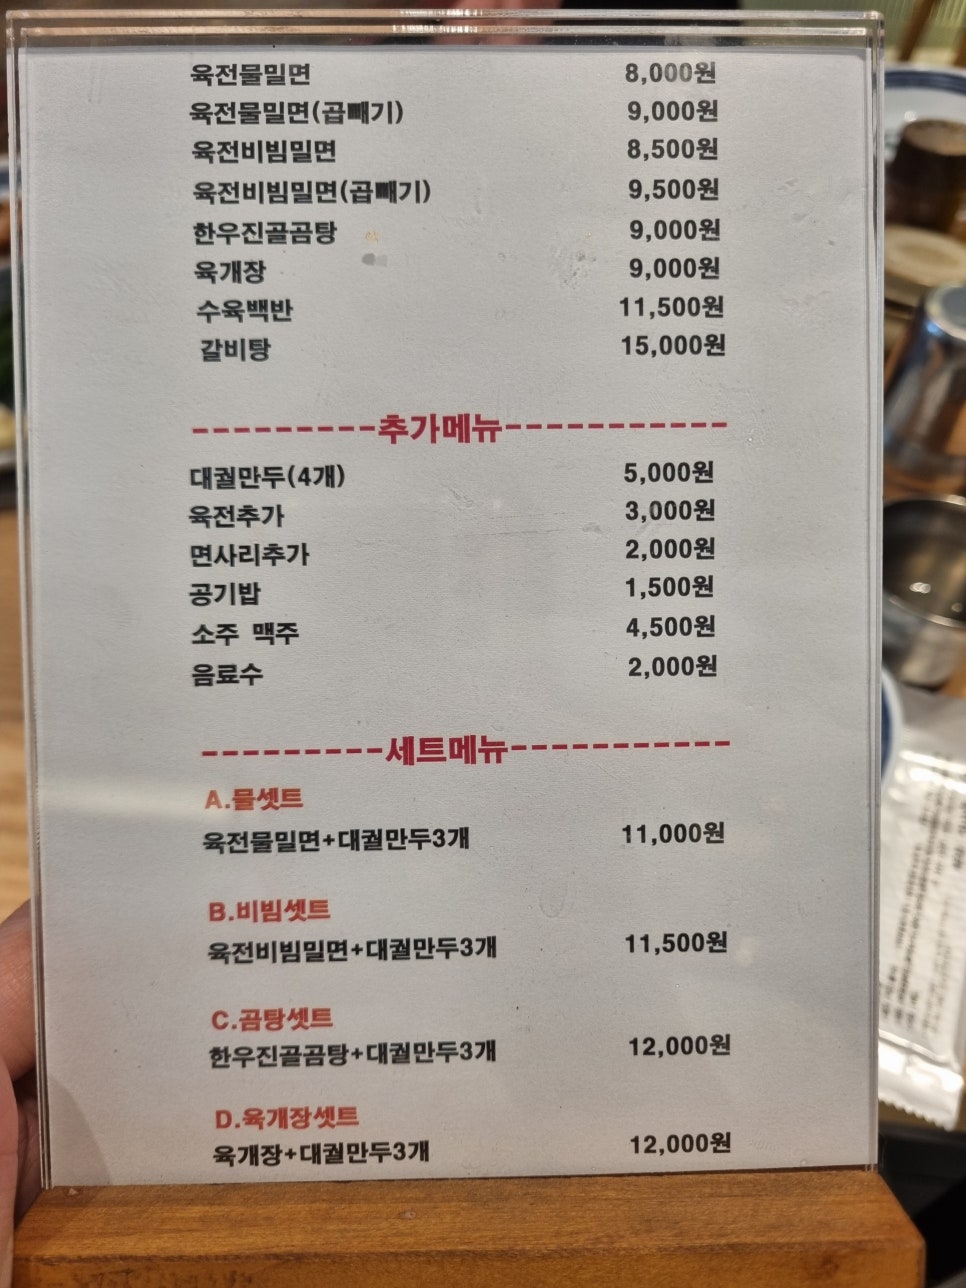 육전물밀면 8,000원
육전물밀면(곱빼기) 9,000원
육전비빔밀면 8,500원
육전비빔밀면(곱빼기) 9,500원
한우진골곰탕 9,000원
육개장 9,000원
수육백반 11,500원
갈비탕 15,000원
---------추가메뉴-----------
대궐만두(4개) 5,000원
육전추가 3,000원
면사리추가 2,000원
공기밥 1,500원
소주 맥주 4,500원
음료수 2,000원
---------세트메뉴-----------
A.물셋트
육전물밀면+대궐만두3개 11,000원
B.비빔셋트
육전비빔밀면+대궐만두3개 11,500원
C.곰탕셋트
한우진골곰탕+대궐만두3개 12,000원
D.육개장셋트
육개장+대궐만두3개 12,000원